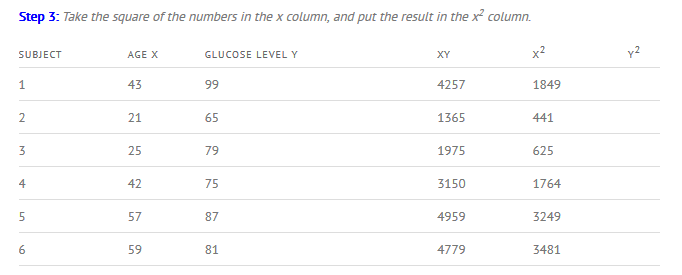 Step 3: Take the square of the numbers in the x column, and put the result in the x² column.
SUBJECT AGE X GLUCOSE LEVEL Y XY X² Y²
1 43 99 4257 1849
2 21 65 1365 441
3 25 79 1975 625
4 42 75 3150 1764
5 57 87 4959 3249
6 59 81 4779 3481